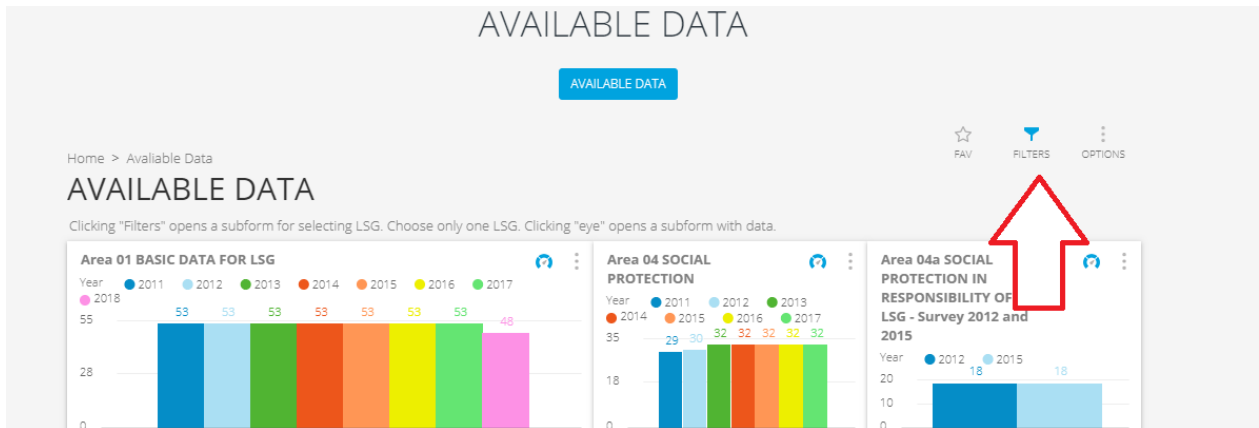 AVAILABLE DATA
AVAILABLE DATA
FAV
FILTERS
OPTIONS
Home > Avaliable Data
AVAILABLE DATA
Clicking "Filters" opens a subform for selecting LSG. Choose only one LSG. Clicking "eye" opens a subform with data.
Area 01 BASIC DATA FOR LSG
Year 2011 2012 2013 2014 2015 2016 2017
2018
53 53 53 53 53 53 53 48
55
28
0
Area 04 SOCIAL
PROTECTION
Year 2011 2012 2013
2014 2015 2016 2017
29 30 32 32 32 32 32
35
18
0
Area 04a SOCIAL
PROTECTION IN
RESPONSIBILITY OF
LSG - Survey 2012 and
2015
Year 2012 2015
18 18
20
10
0